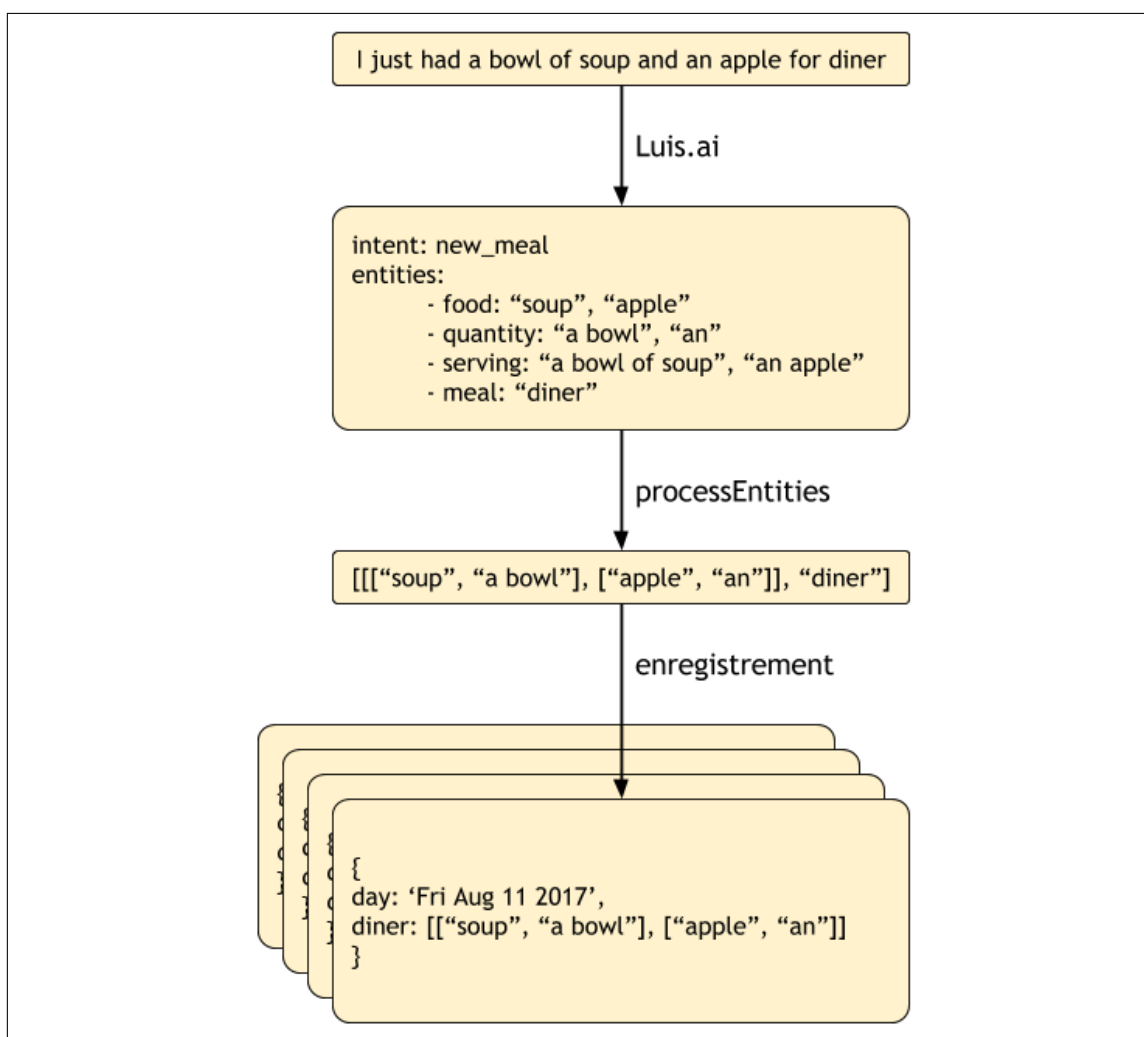 I just had a bowl of soup and an apple for diner
Luis.ai
intent: new_meal
entities:
- food: “soup”, “apple”
- quantity: “a bowl”, “an”
- serving: “a bowl of soup”, “an apple”
- meal: “diner”
processEntities
[[[“soup”, “a bowl”], [“apple”, “an”]], “diner”]
enregistrement
{
day: ‘Fri Aug 11 2017’,
diner: [[“soup”, “a bowl”], [“apple”, “an”]]
}